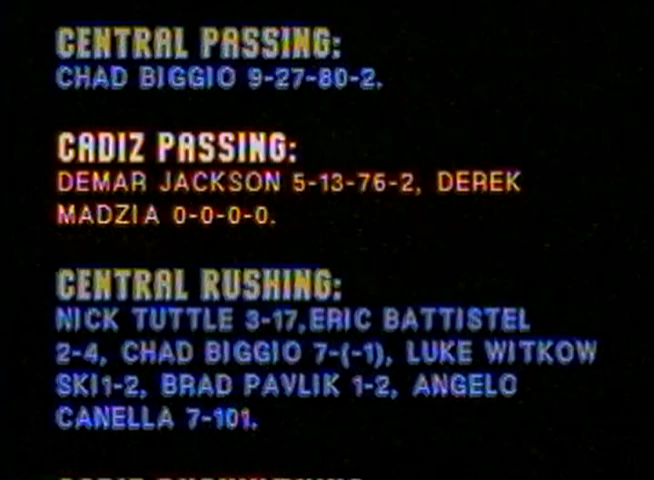 CENTRAL PASSING:
CHAD BIGGIO 9-27-80-2.
CADIZ PASSING:
DEMAR JACKSON 5-13-76-2, DEREK
MADZIA 0-0-0-0.
CENTRAL RUSHING:
NICK TUTTLE 3-17,ERIC BATTISTEL
2-4, CHAD BIGGIO 7-(-1), LUKE WITKOW
SKI1-2, BRAD PAVLIK 1-2, ANGELO
CANELLA 7-101.